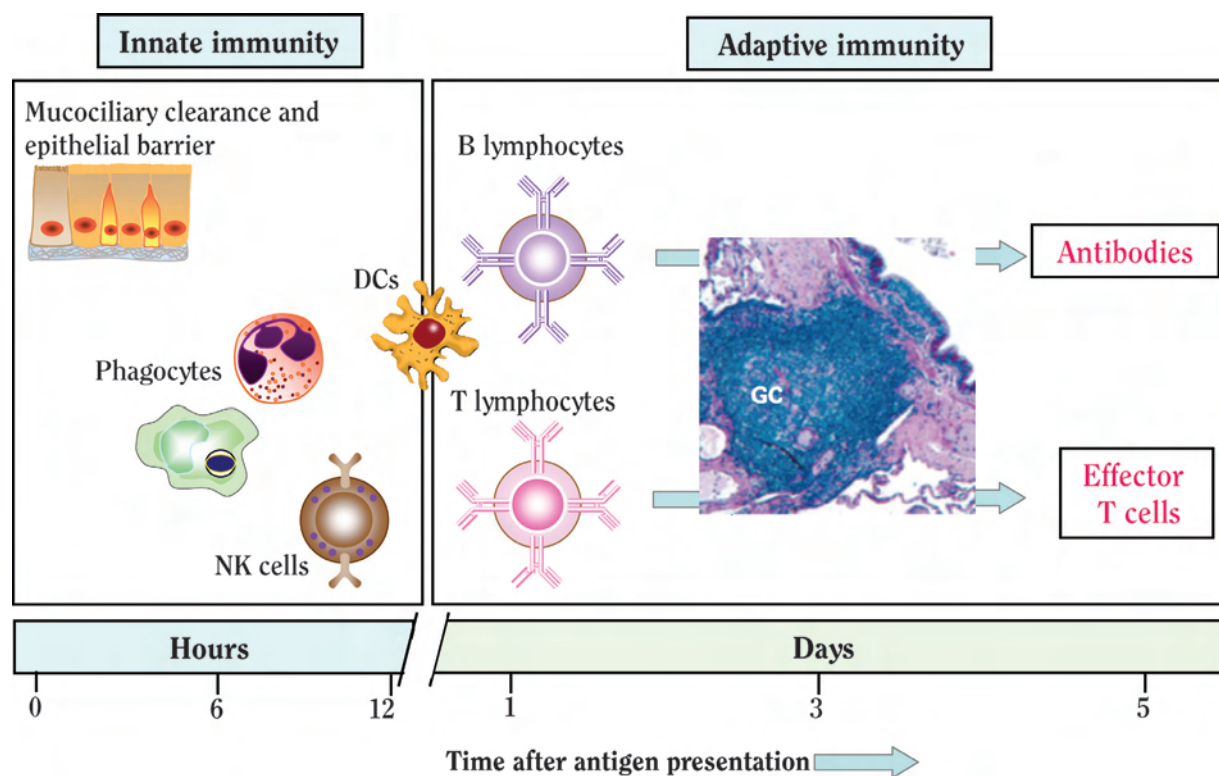 Innate immunity
Adaptive immunity
Mucociliary clearance and
epithelial barrier
Phagocytes
NK cells
DCs
B lymphocytes
T lymphocytes
GC
Antibodies
Effector
T cells
Hours
Days
0 6 12 1 3 5
Time after antigen presentation